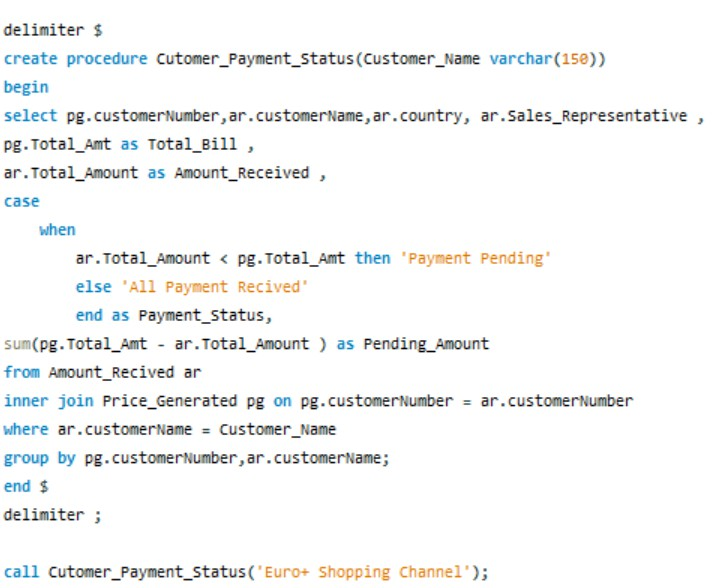 delimiter $
create procedure Cutomer_Payment_Status(Customer_Name varchar(150))
begin
select pg.customerNumber,ar.customerName,ar.country, ar.Sales_Representative ,
pg.Total_Amt as Total_Bill ,
ar.Total_Amount as Amount_Received ,
case
    when
        ar.Total_Amount < pg.Total_Amt then 'Payment Pending'
        else 'All Payment Recived'
        end as Payment_Status,
sum(pg.Total_Amt - ar.Total_Amount ) as Pending_Amount
from Amount_Recived ar
inner join Price_Generated pg on pg.customerNumber = ar.customerNumber
where ar.customerName = Customer_Name
group by pg.customerNumber,ar.customerName;
end $
delimiter ;
call Cutomer_Payment_Status('Euro+ Shopping Channel');